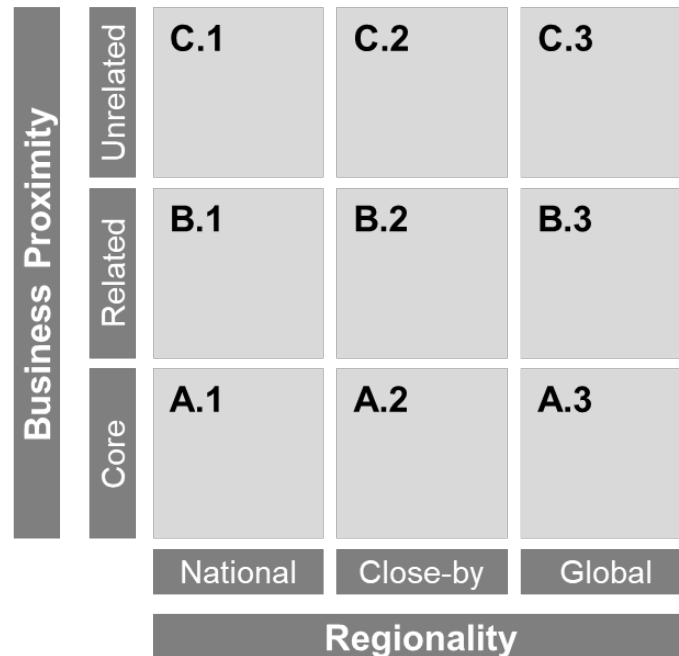 Business Proximity
Unrelated
C.1
C.2
C.3
Related
B.1
B.2
B.3
Core
A.1
A.2
A.3
National
Close-by
Global
Regionality